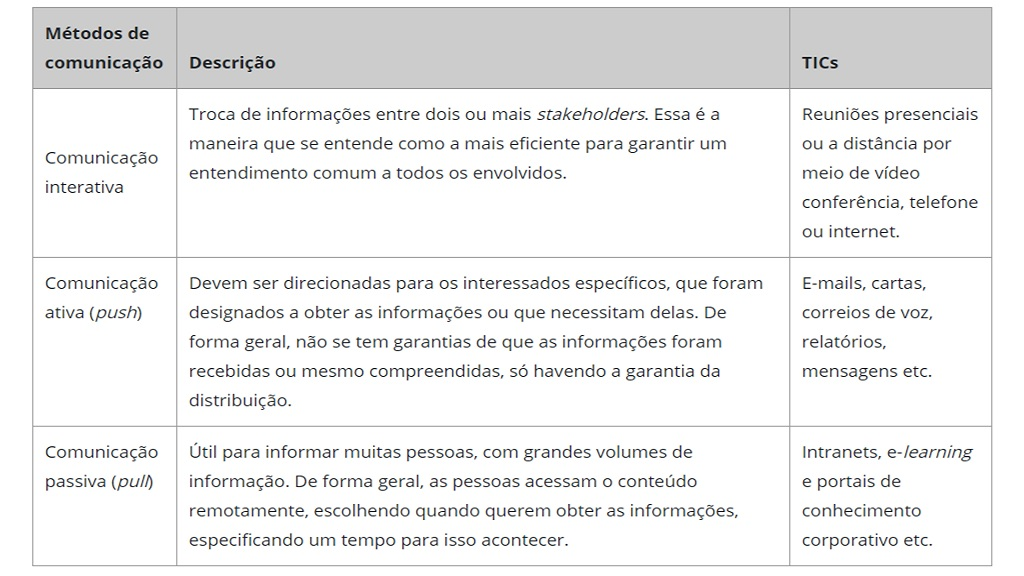 Métodos de
comunicação
Descrição
TICs
Comunicação
interativa
Troca de informações entre dois ou mais stakeholders. Essa é a
maneira que se entende como a mais eficiente para garantir um
entendimento comum a todos os envolvidos.
Reuniões presenciais
ou a distância por
meio de vídeo
conferência, telefone
ou internet.
Comunicação
ativa (push)
Devem ser direcionadas para os interessados específicos, que foram
designados a obter as informações ou que necessitam delas. De
forma geral, não se tem garantias de que as informações foram
recebidas ou mesmo compreendidas, só havendo a garantia da
distribuição.
E-mails, cartas,
correios de voz,
relatórios,
mensagens etc.
Comunicação
passiva (pull)
Útil para informar muitas pessoas, com grandes volumes de
informação. De forma geral, as pessoas acessam o conteúdo
remotamente, escolhendo quando querem obter as informações,
especificando um tempo para isso acontecer.
Intranets, e-learning
e portais de
conhecimento
corporativo etc.